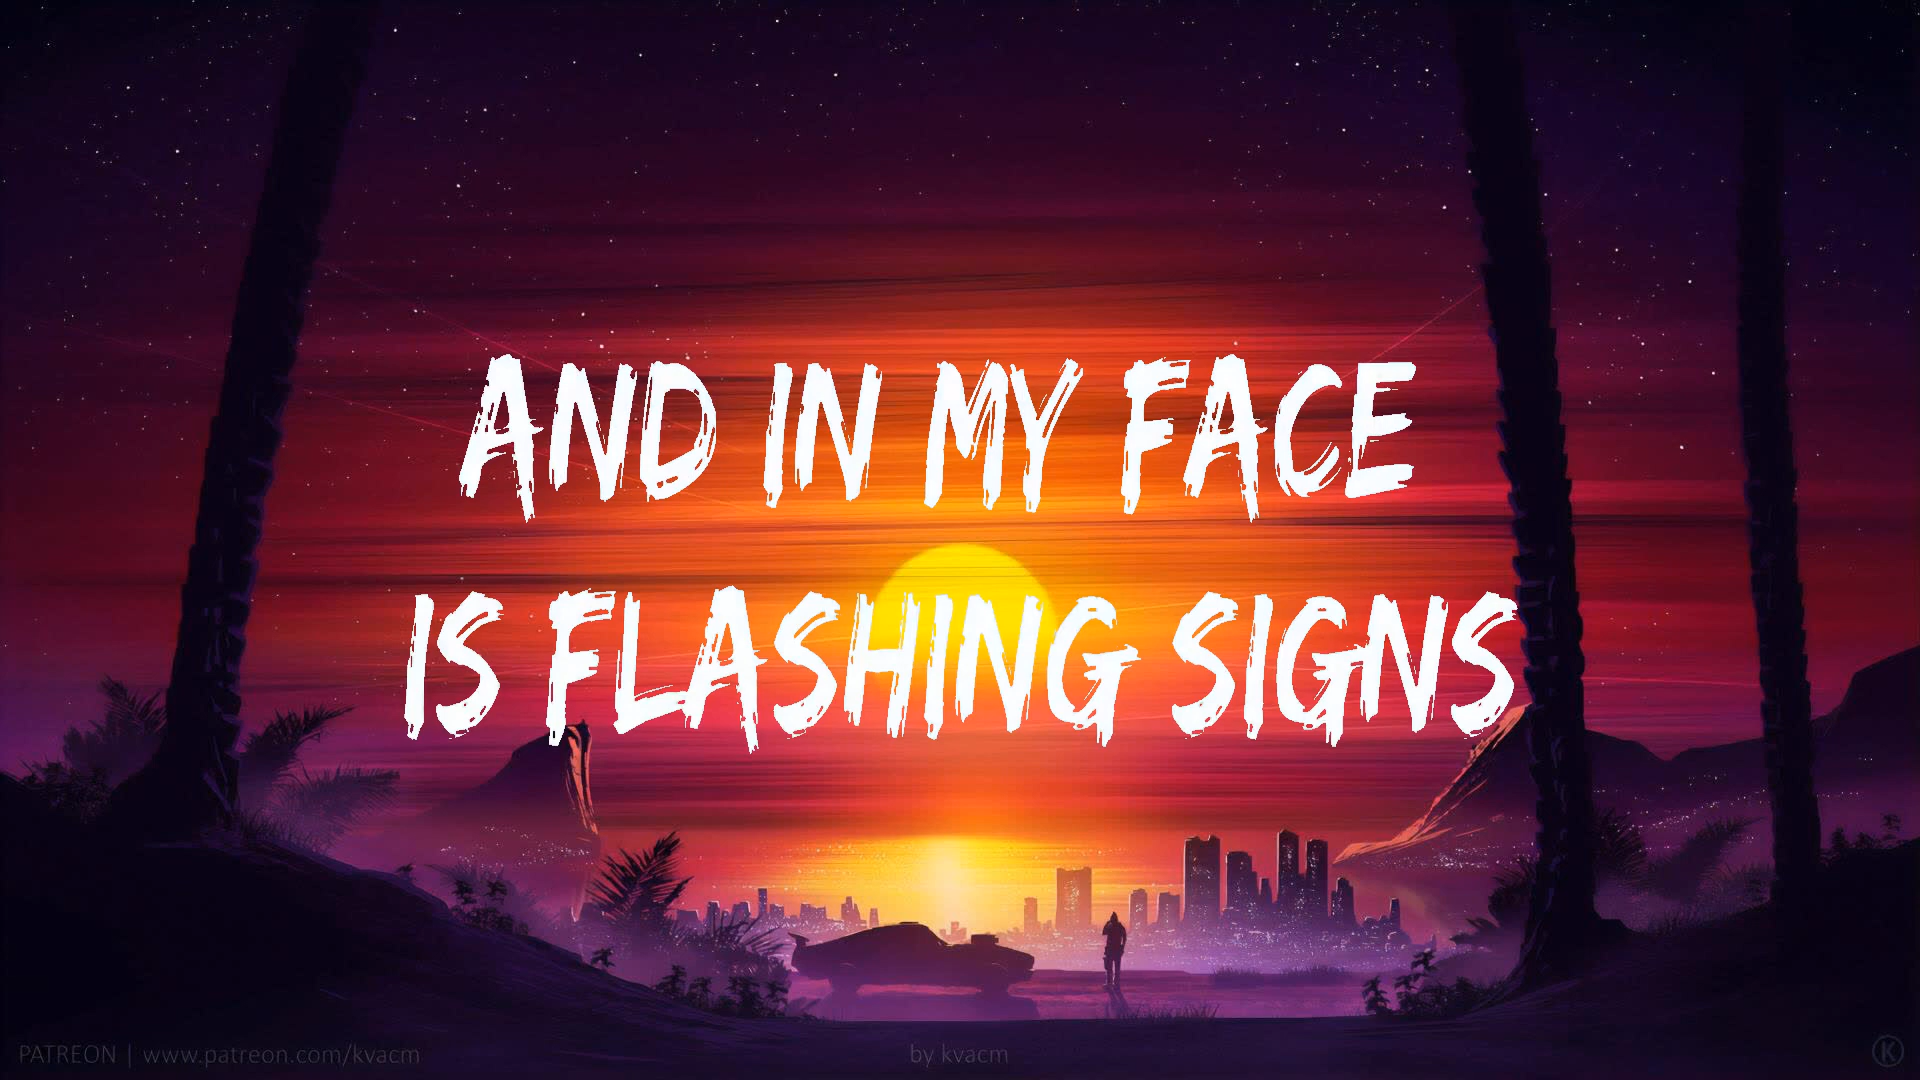 AND IN MY FACE
IS FLASHING SIGNS
PATREON | www.patreon.com/kvacm
by kvacm
K